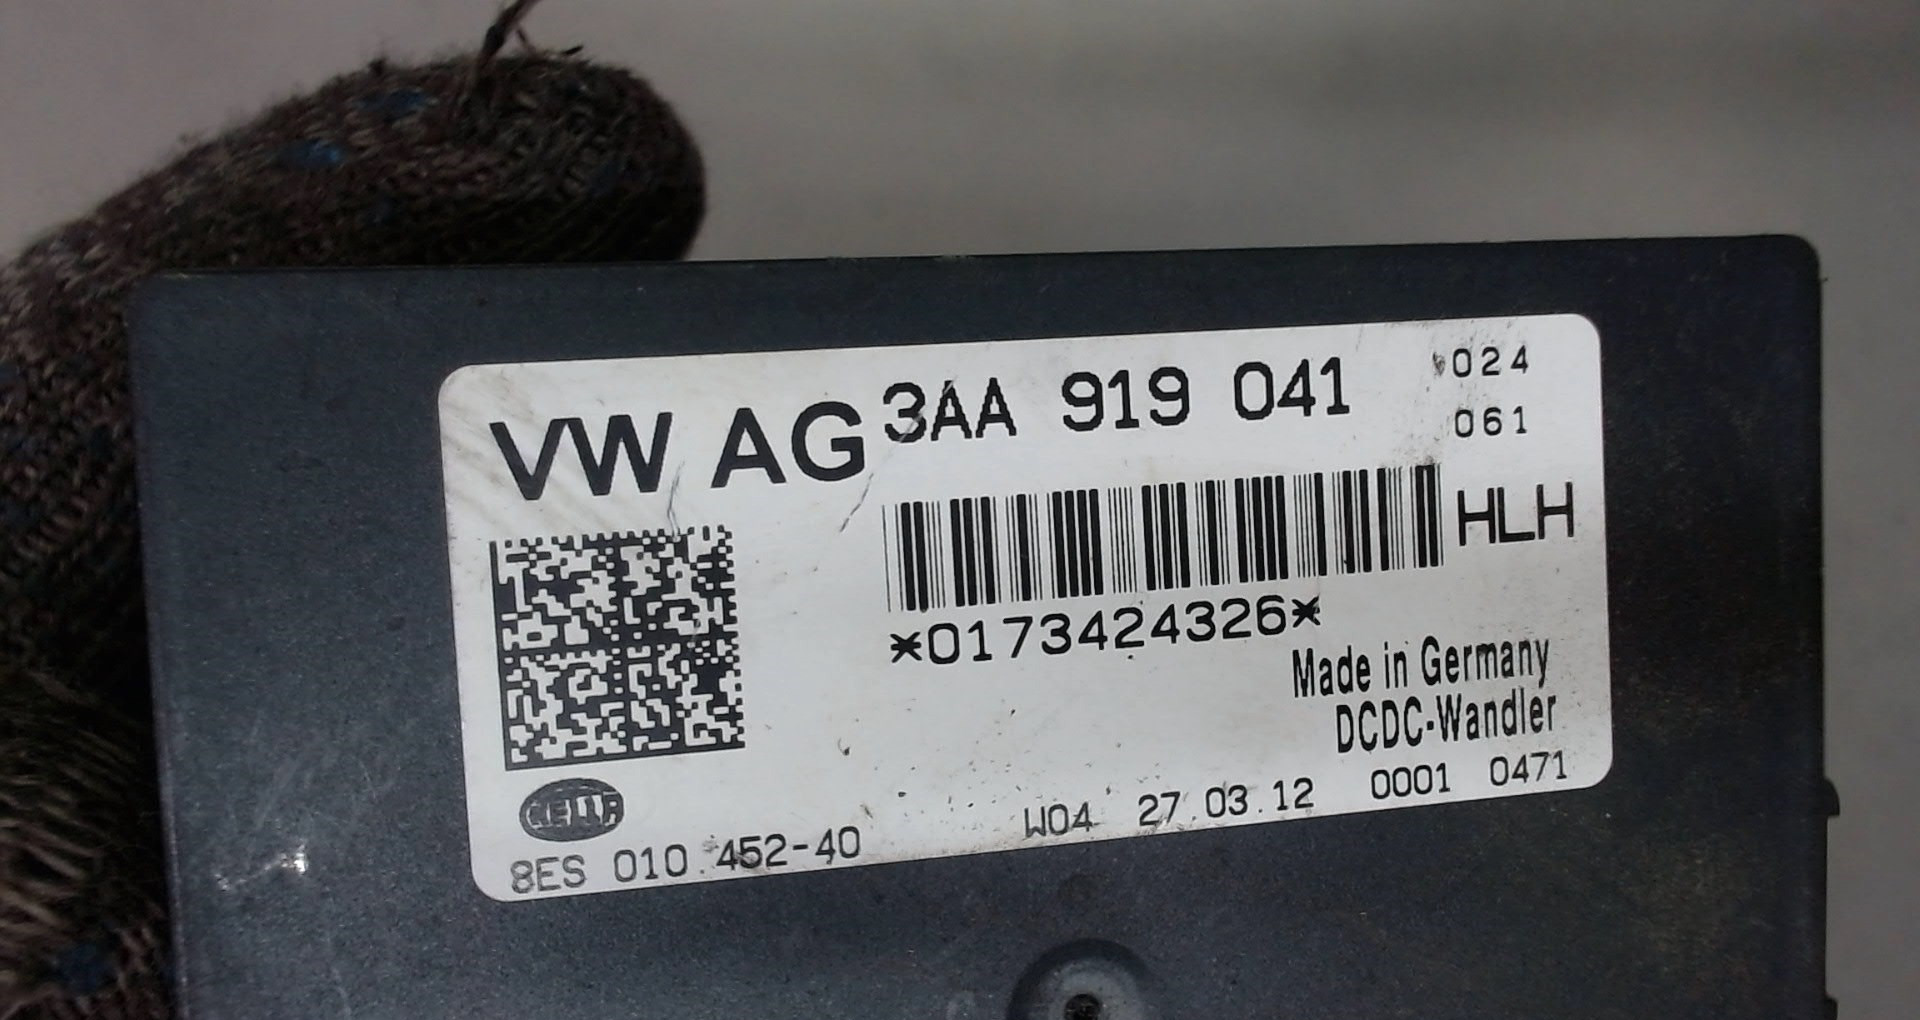 VW AG 3AA 919 041
024
061
HLH
*0173424326*
Made in Germany
DCDC-Wandler
HELLA
8ES 010.452-40 W04 27.03.12 0001 0471